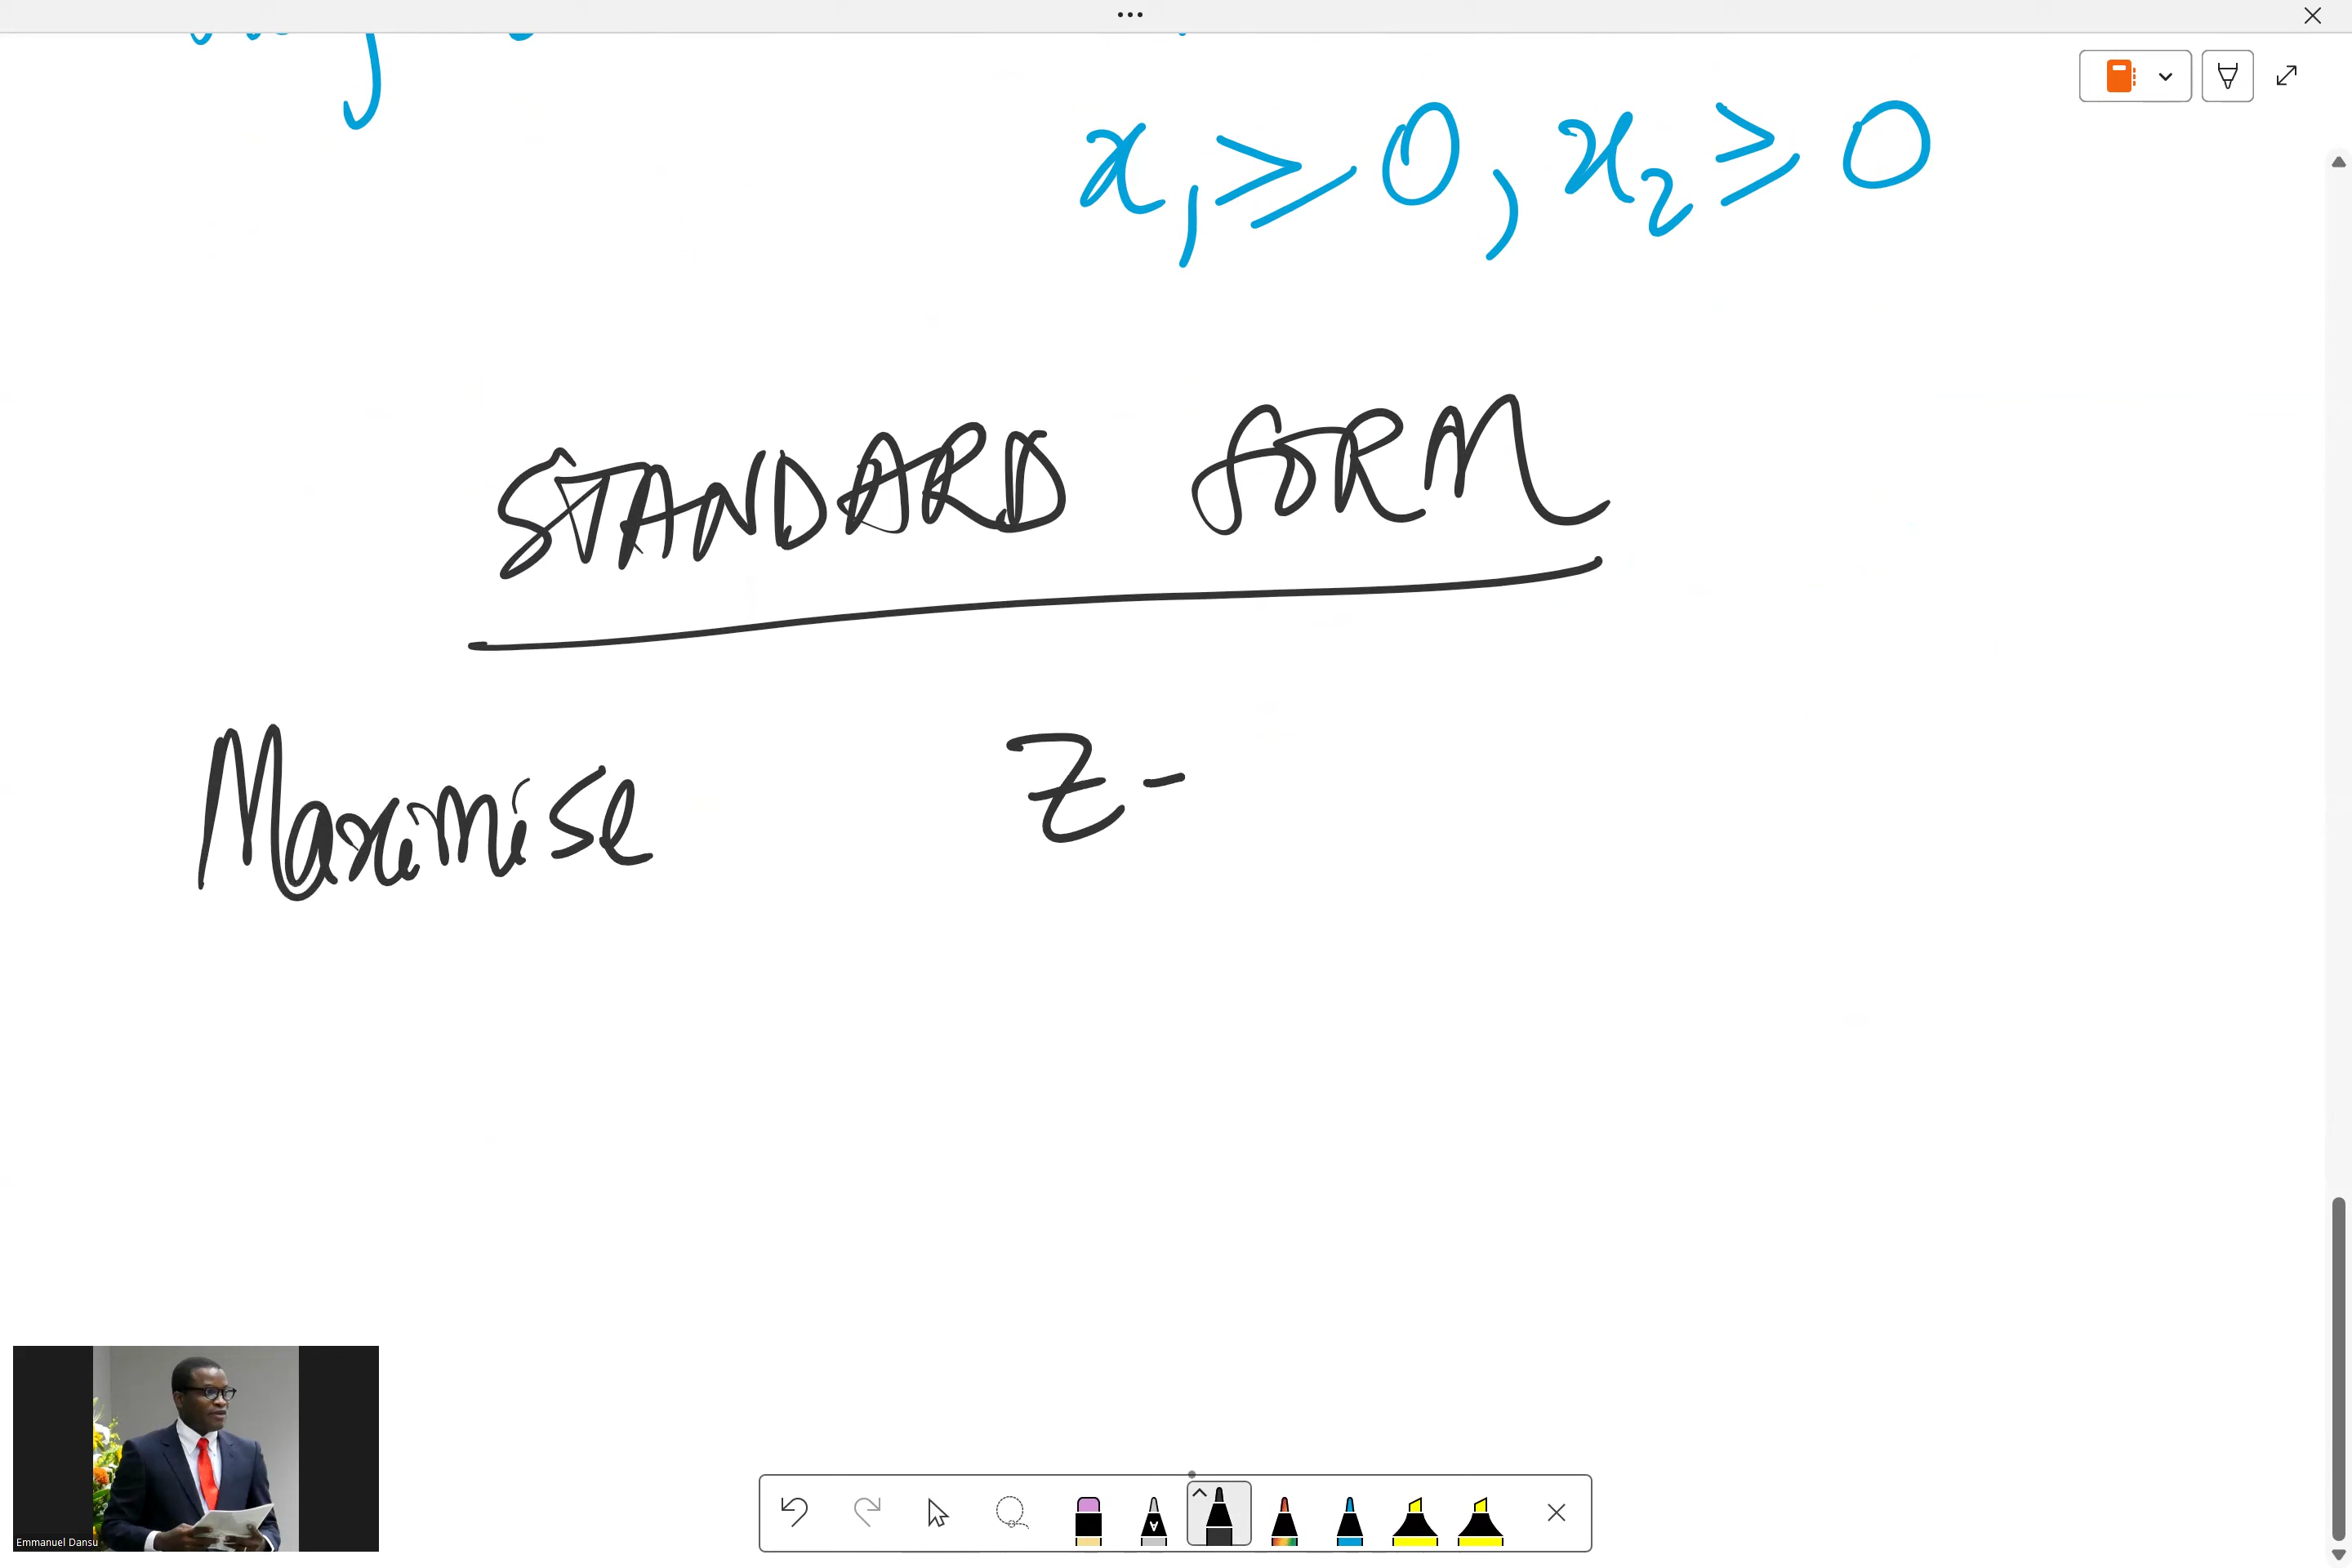 x₁ ≥ 0, x₂ ≥ 0
STANDARD FORM
Maximise Z -
Emmanuel Dansu